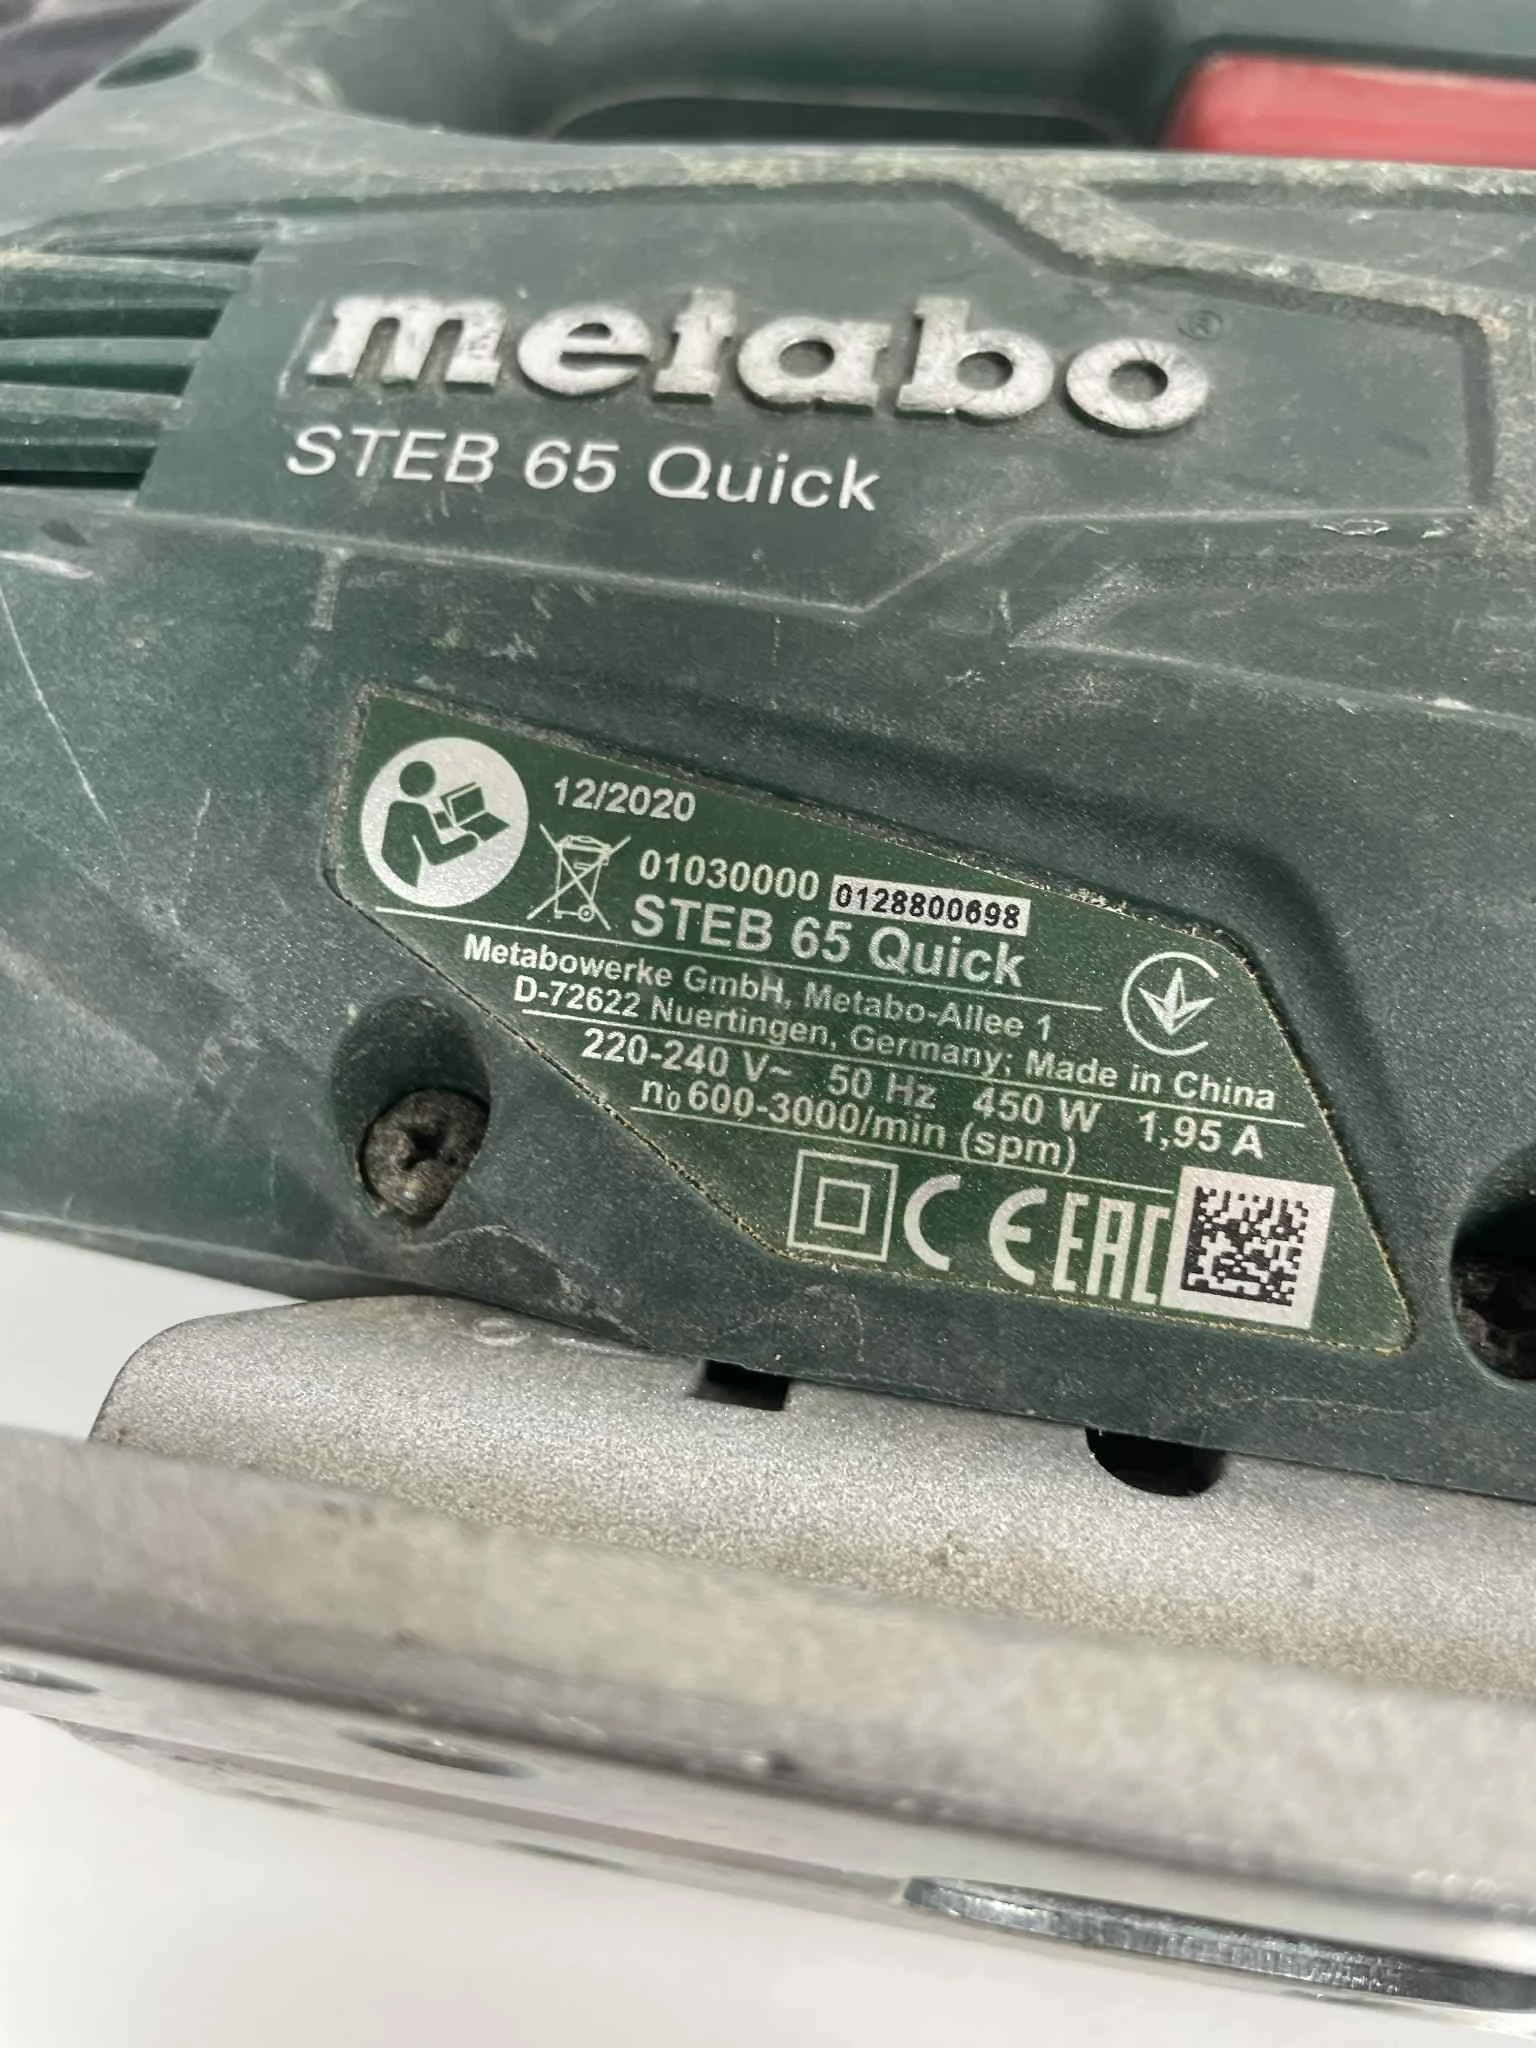 metabo®
STEB 65 Quick
12/2020
01030000 0128800698
STEB 65 Quick
Metabowerke GmbH, Metabo-Allee 1
D-72622 Nuertingen, Germany; Made in China
220-240 V~ 50 Hz 450 W 1,95 A
n₀ 600-3000/min (spm)
CE EAC